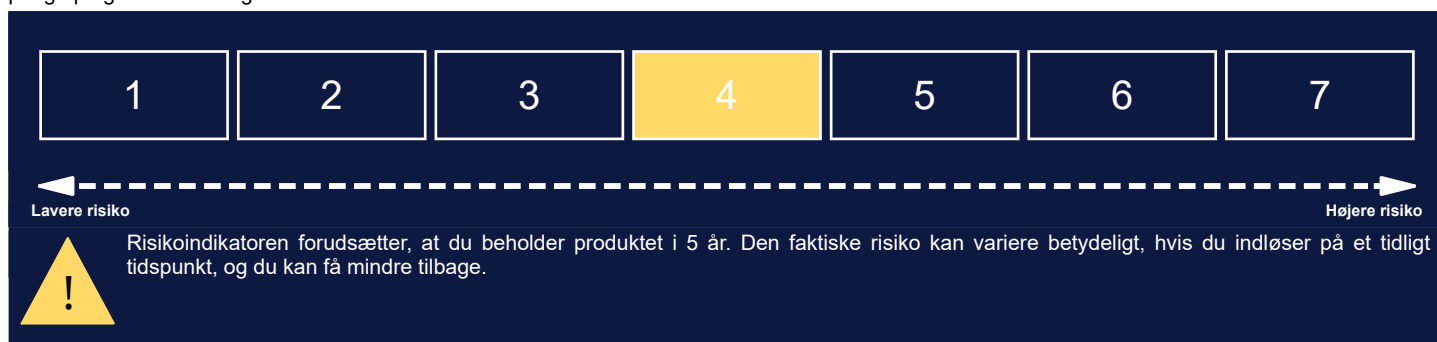 1 2 3 4 5 6 7
Lavere risiko Højere risiko
Risikoindikatoren forudsætter, at du beholder produktet i 5 år. Den faktiske risiko kan variere betydeligt, hvis du indløser på et tidligt
tidspunkt, og du kan få mindre tilbage.
!